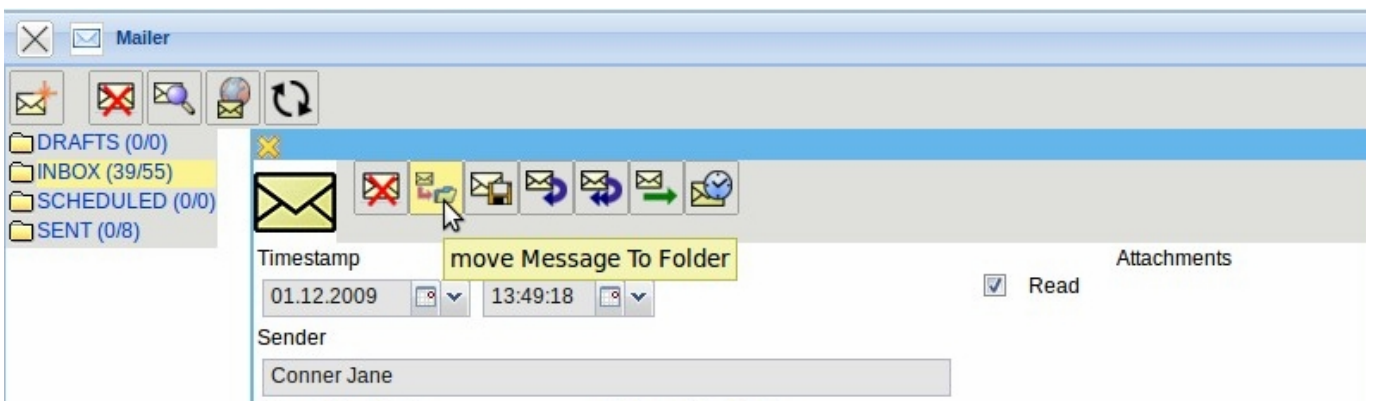 Mailer
DRAFTS (0/0)
INBOX (39/55)
SCHEDULED (0/0)
SENT (0/8)
move Message To Folder
Timestamp
Attachments
01.12.2009 13:49:18
Read
Sender
Conner Jane